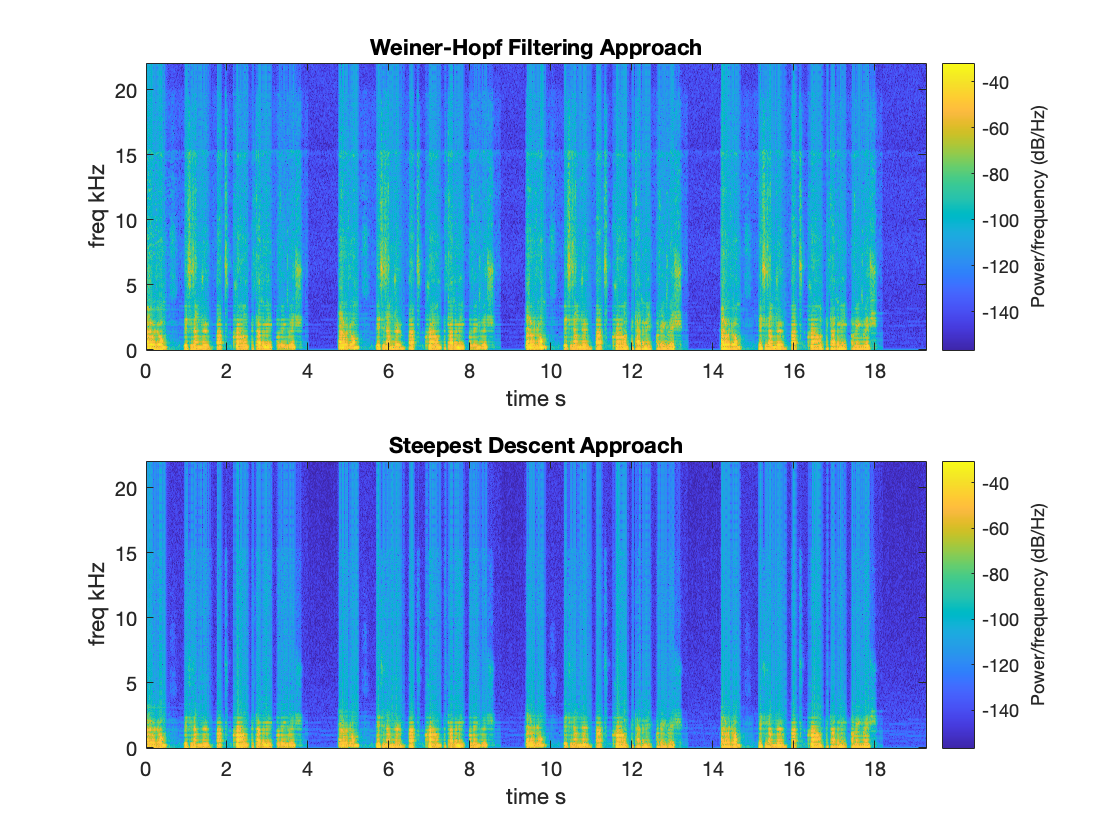 Weiner-Hopf Filtering Approach
20
15
10
5
0
freq kHz
0 2 4 6 8 10 12 14 16 18
time s
-40
-60
-80
-100
-120
-140
Power/frequency (dB/Hz)
Steepest Descent Approach
20
15
10
5
0
freq kHz
0 2 4 6 8 10 12 14 16 18
time s
-40
-60
-80
-100
-120
-140
Power/frequency (dB/Hz)